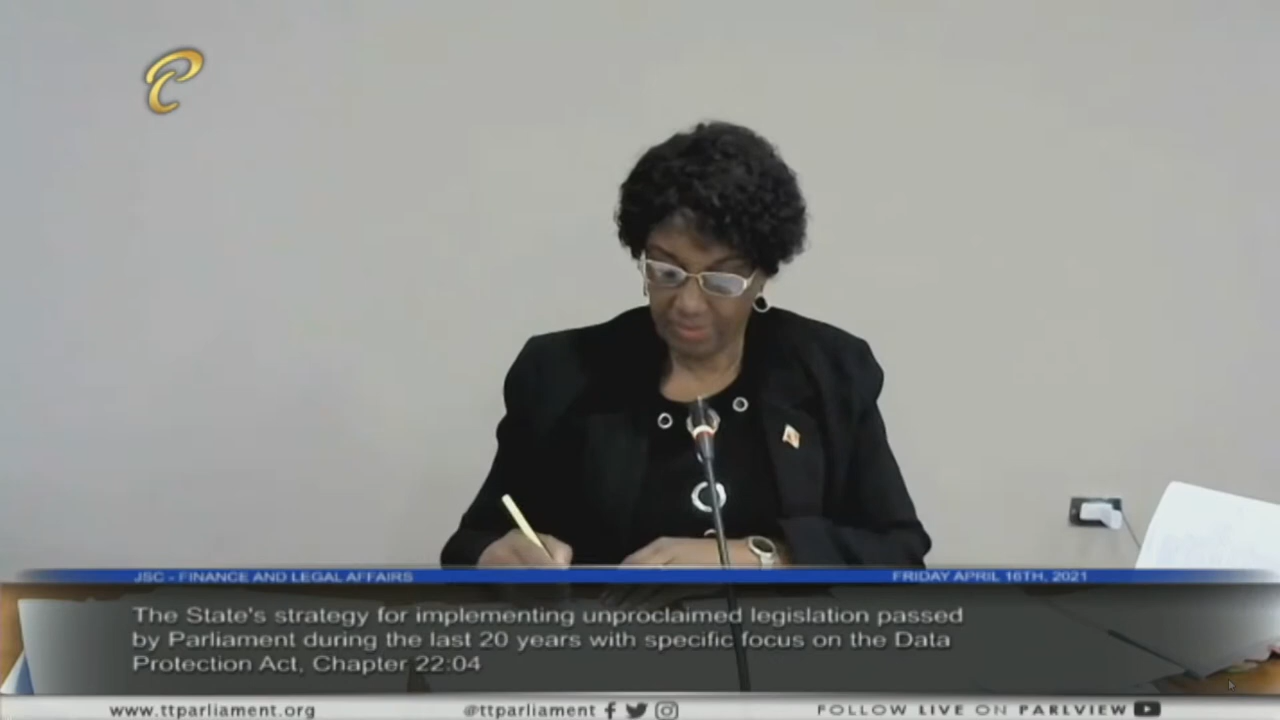 JSC - FINANCE AND LEGAL AFFAIRS
FRIDAY APRIL 16TH, 2021
The State's strategy for implementing unproclaimed legislation passed
by Parliament during the last 20 years with specific focus on the Data
Protection Act, Chapter 22:04
www.ttparliament.org
@ttparliament
FOLLOW LIVE ON PARLVIEW